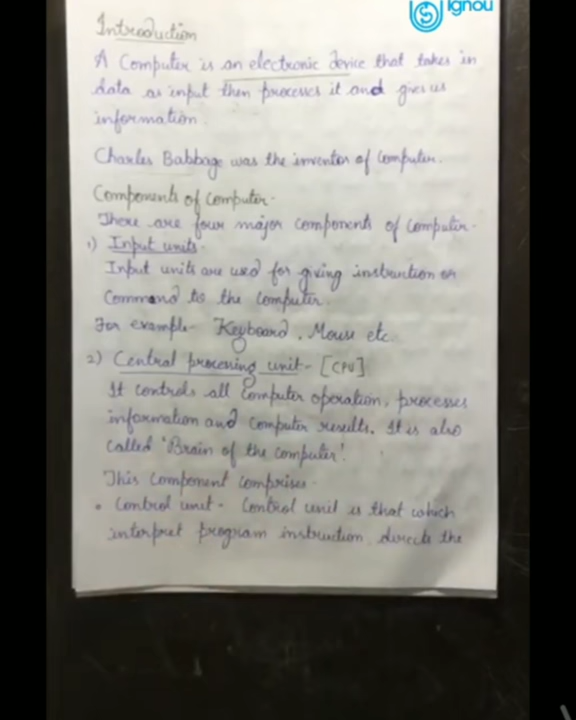 Ignou
Introduction
A Computer is an electronic device that takes in
data as input then processes it and gives us
information.
Charles Babbage was the inventor of Computer.
Components of Computer-
There are four major components of Computer-
1) Input units-
Input units are used for giving instruction or
Command to the Computer.
For example- Keyboard, Mouse etc
2) Central processing unit- [CPU]
It controls all Computer operation, processes
information and Computer results. It is also
called 'Brain of the computer'.
This Component comprises-
• Control unit- Control unit is that which
interpret program instruction, directs the